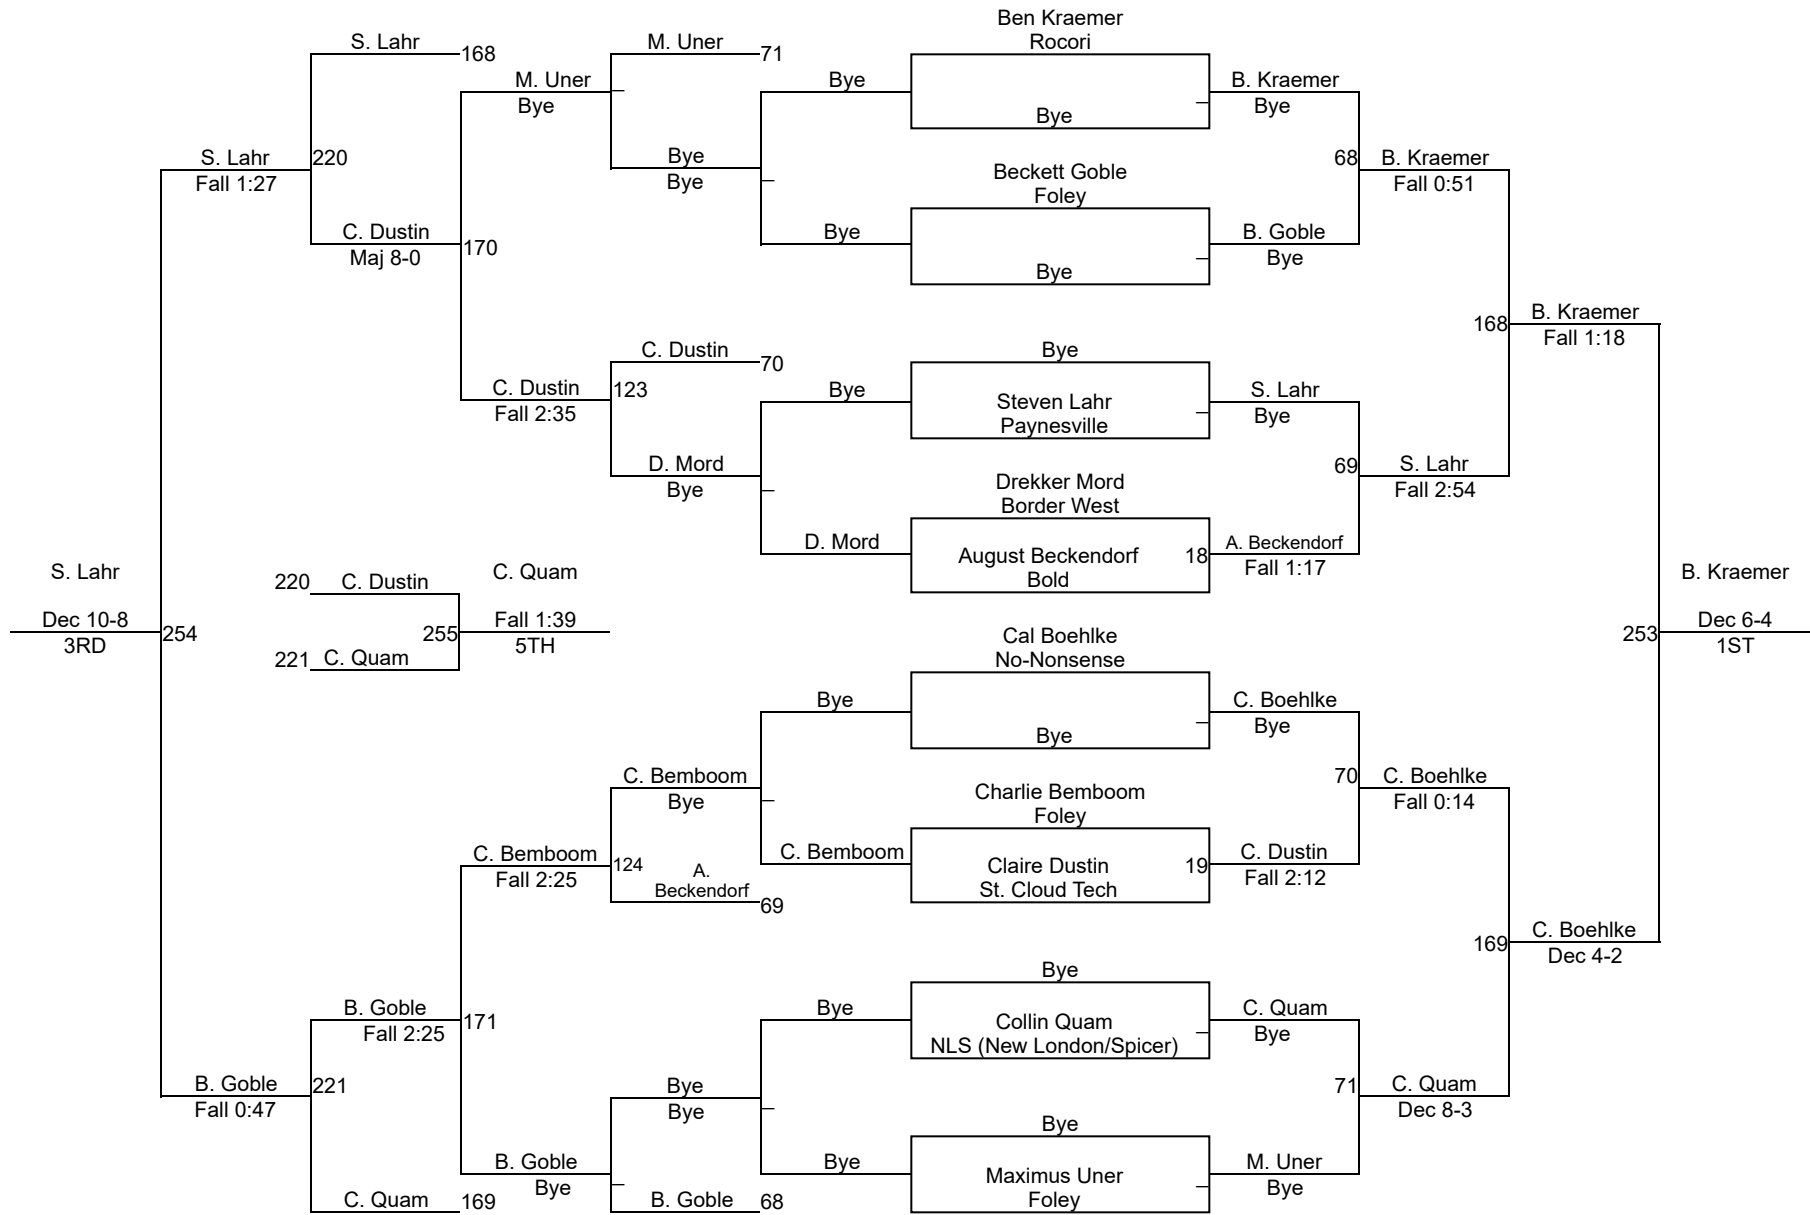 Ben Kraemer
Rocori
S. Lahr
168
M. Uner
71
M. Uner
Bye
Bye
Bye
B. Kraemer
Bye
Bye
Bye
S. Lahr
Fall 1:27
220
68
B. Kraemer
Fall 0:51
Beckett Goble
Foley
C. Dustin
Maj 8-0
170
Bye
Bye
B. Goble
Bye
168
B. Kraemer
Fall 1:18
C. Dustin
70
Bye
C. Dustin
Fall 2:35
123
Bye
Steven Lahr
Paynesville
S. Lahr
Bye
D. Mord
Bye
69
S. Lahr
Fall 2:54
Drekker Mord
Border West
D. Mord
August Beckendorf
Bold
18
A. Beckendorf
Fall 1:17
S. Lahr
Dec 10-8
3RD
254
220
C. Dustin
221
C. Quam
255
C. Quam
Fall 1:39
5TH
B. Kraemer
253
Dec 6-4
1ST
Cal Boehlke
No-Nonsense
Bye
Bye
C. Boehlke
Bye
C. Bemboom
Bye
70
C. Boehlke
Fall 0:14
Charlie Bemboom
Foley
C. Bemboom
Fall 2:25
124
A.
Beckendorf
69
C. Bemboom
Claire Dustin
St. Cloud Tech
19
C. Dustin
Fall 2:12
169
C. Boehlke
Dec 4-2
Bye
B. Goble
Fall 2:25
171
Bye
Collin Quam
NLS (New London/Spicer)
C. Quam
Bye
B. Goble
Fall 0:47
221
Bye
Bye
71
C. Quam
Dec 8-3
Bye
B. Goble
Bye
Bye
Maximus Uner
Foley
M. Uner
Bye
C. Quam
169
B. Goble
68